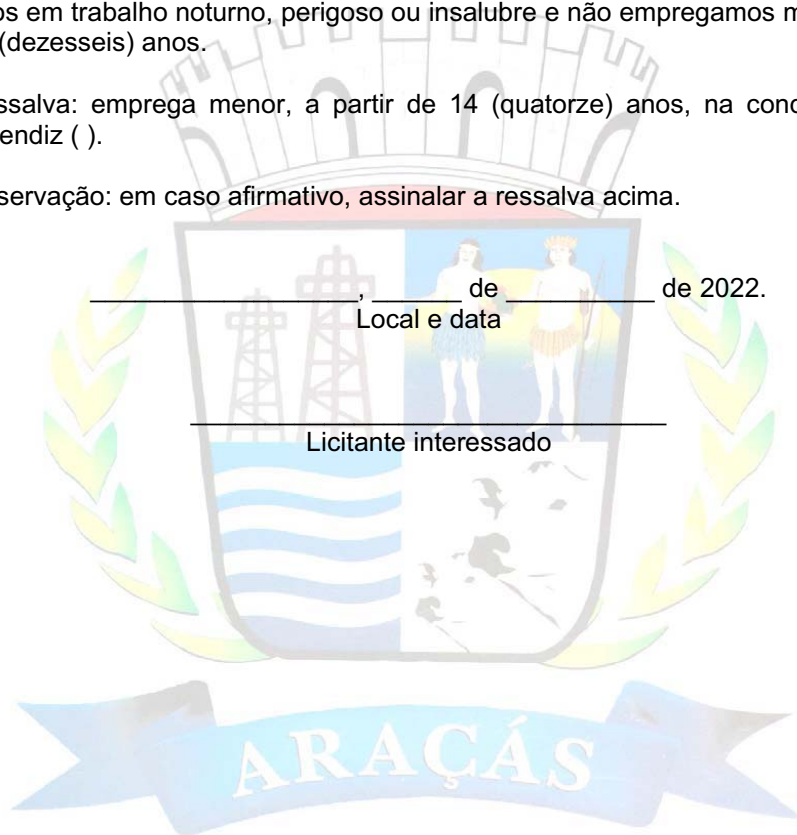 os em trabalho noturno, perigoso ou insalubre e não empregamos m
(dezesseis) anos.
ssalva: emprega menor, a partir de 14 (quatorze) anos, na conc
endiz ( ).
servação: em caso afirmativo, assinalar a ressalva acima.
__________________, ______ de __________ de 2022.
Local e data
________________________________
Licitante interessado
ARAÇÁS